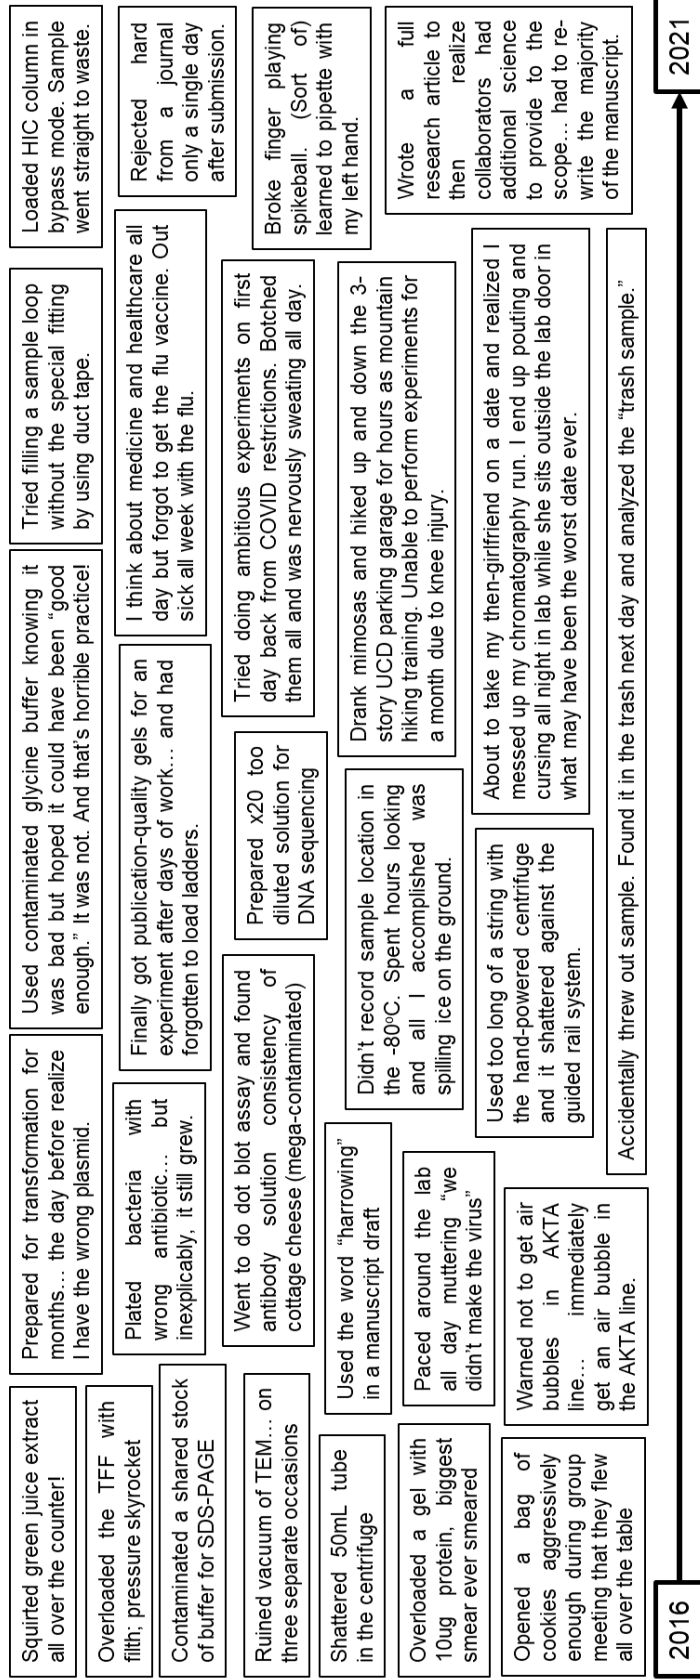 Squirted green juice extract
all over the counter!
Overloaded the TFF with
filth; pressure skyrocket
Contaminated a shared stock
of buffer for SDS-PAGE
Ruined vacuum of TEM… on
three separate occasions
Shattered 50mL tube
in the centrifuge
Overloaded a gel with
10ug protein, biggest
smear ever smeared
Opened a bag of
cookies aggressively
enough during group
meeting that they flew
all over the table
Prepared for transformation for
months… the day before realize
I have the wrong plasmid.
Plated bacteria with
wrong antibiotic… but
inexplicably, it still grew.
Went to do dot blot assay and found
antibody solution consistency of
cottage cheese (mega-contaminated)
Used the word “harrowing”
in a manuscript draft
Paced around the lab
all day muttering “we
didn’t make the virus”
Warned not to get air
bubbles in AKTA
line… immediately
get an air bubble in
the AKTA line.
Used contaminated glycine buffer knowing it
was bad but hoped it could have been “good
enough.” It was not. And that’s horrible practice!
Finally got publication-quality gels for an
experiment after days of work… and had
forgotten to load ladders.
Prepared x20 too
diluted solution for
DNA sequencing
Didn’t record sample location in
the -80ºC. Spent hours looking
and all I accomplished was
spilling ice on the ground.
Used too long of a string with
the hand-powered centrifuge
and it shattered against the
guided rail system.
Accidentally threw out sample. Found it in the trash next day and analyzed the “trash sample.”
Tried filling a sample loop
without the special fitting
by using duct tape.
I think about medicine and healthcare all
day but forgot to get the flu vaccine. Out
sick all week with the flu.
Tried doing ambitious experiments on first
day back from COVID restrictions. Botched
them all and was nervously sweating all day.
Drank mimosas and hiked up and down the 3-
story UCD parking garage for hours as mountain
hiking training. Unable to perform experiments for
a month due to knee injury.
About to take my then-girlfriend on a date and realized I
messed up my chromatography run. I end up pouting and
cursing all night in lab while she sits outside the lab door in
what may have been the worst date ever.
Loaded HIC column in
bypass mode. Sample
went straight to waste.
Rejected hard
from a journal
only a single day
after submission.
Broke finger playing
spikeball. (Sort of)
learned to pipette with
my left hand.
Wrote a full
research article to
then realize
collaborators had
additional science
to provide to the
scope… had to re-
write the majority
of the manuscript.
2016
2021